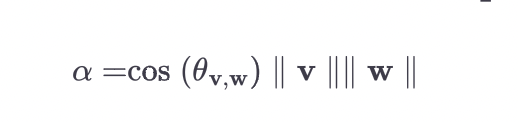 α =cos (θ_{v,w}) ∥ v ∥∥ w ∥